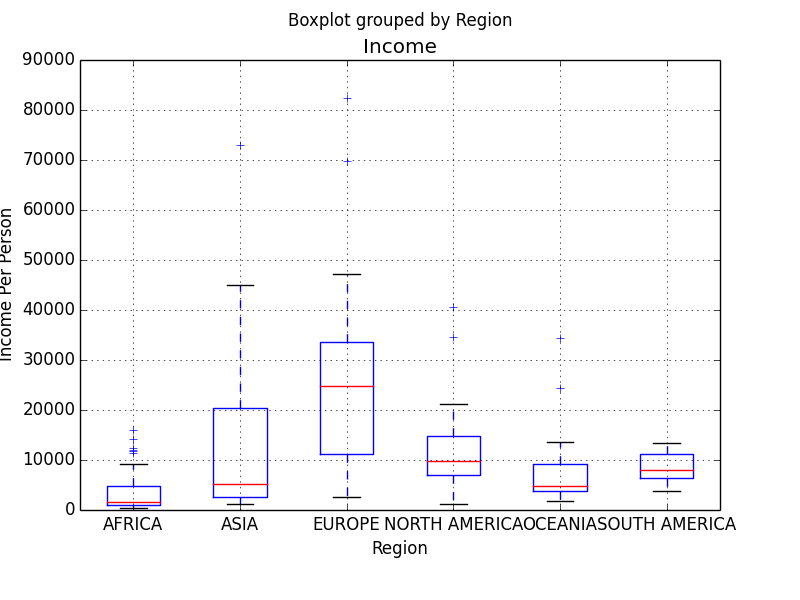 Boxplot grouped by Region
Income
90000
80000
70000
60000
50000
40000
30000
20000
10000
0
Income Per Person
AFRICA ASIA EUROPE NORTH AMERICA OCEANIA SOUTH AMERICA
Region